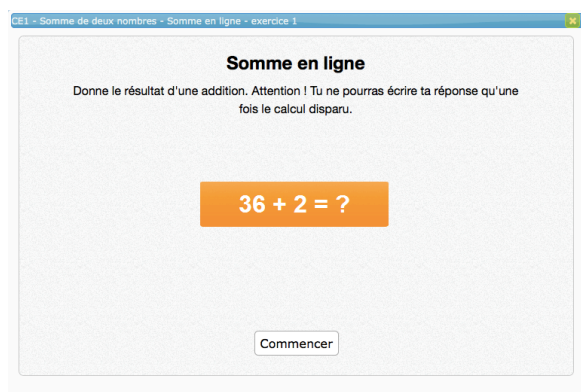 CE1 - Somme de deux nombres - Somme en ligne - exercice 1
Somme en ligne
Donne le résultat d'une addition. Attention ! Tu ne pourras écrire ta réponse qu'une
fois le calcul disparu.
36 + 2 = ?
Commencer